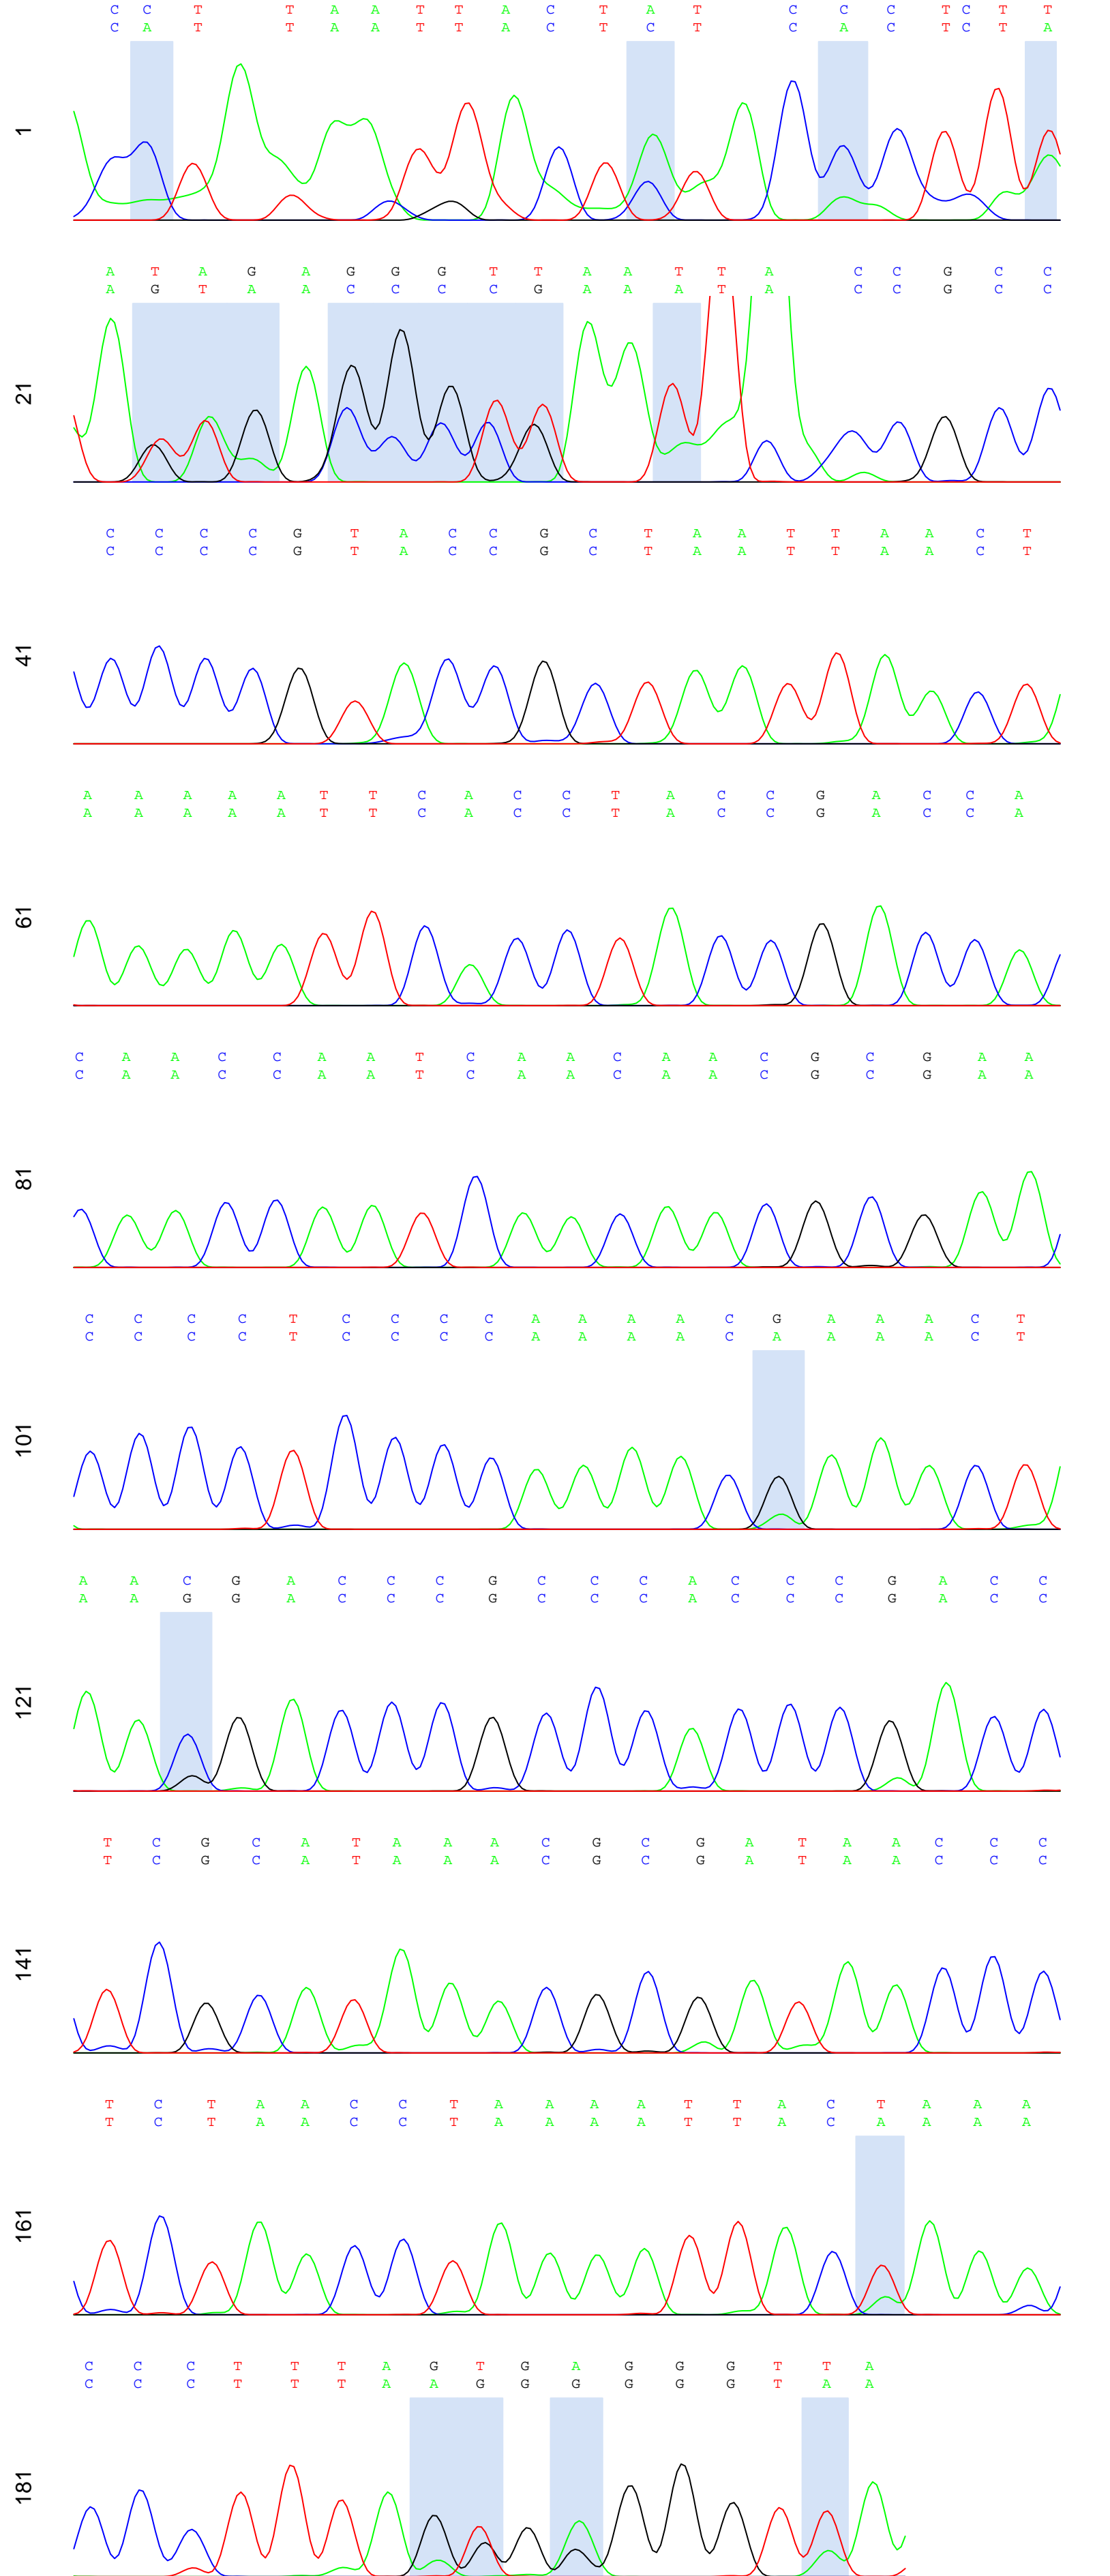 C C T T A A T T A C T A T C C C T C T T
C A T T A A T T A C T C T C A C T C T A
1
A T A G A G G G T T A A T T A C C G C C
A G T A A C C C C G A A A T A C C G C C
21
C C C C G T A C C G C T A A T T A A C T
C C C C G T A C C G C T A A T T A A C T
41
A A A A A T T C A C C T A C C G A C C A
A A A A A T T C A C C T A C C G A C C A
61
C A A C C A A T C A A C A A C G C G A A
C A A C C A A T C A A C A A C G C G A A
81
C C C C T C C C C A A A A C G A A A C T
C C C C T C C C C A A A A C A A A A C T
101
A A C G A C C C G C C C A C C C G A C C
A A G G A C C C G C C C A C C C G A C C
121
T C G C A T A A A C G C G A T A A C C C
T C G C A T A A A C G C G A T A A C C C
141
T C T A A C C T A A A A T T A C T A A A
T C T A A C C T A A A A T T A C A A A A
161
C C C T T T A G T G A G G G T T A
C C C T T T A A G G G G G G T A A
181